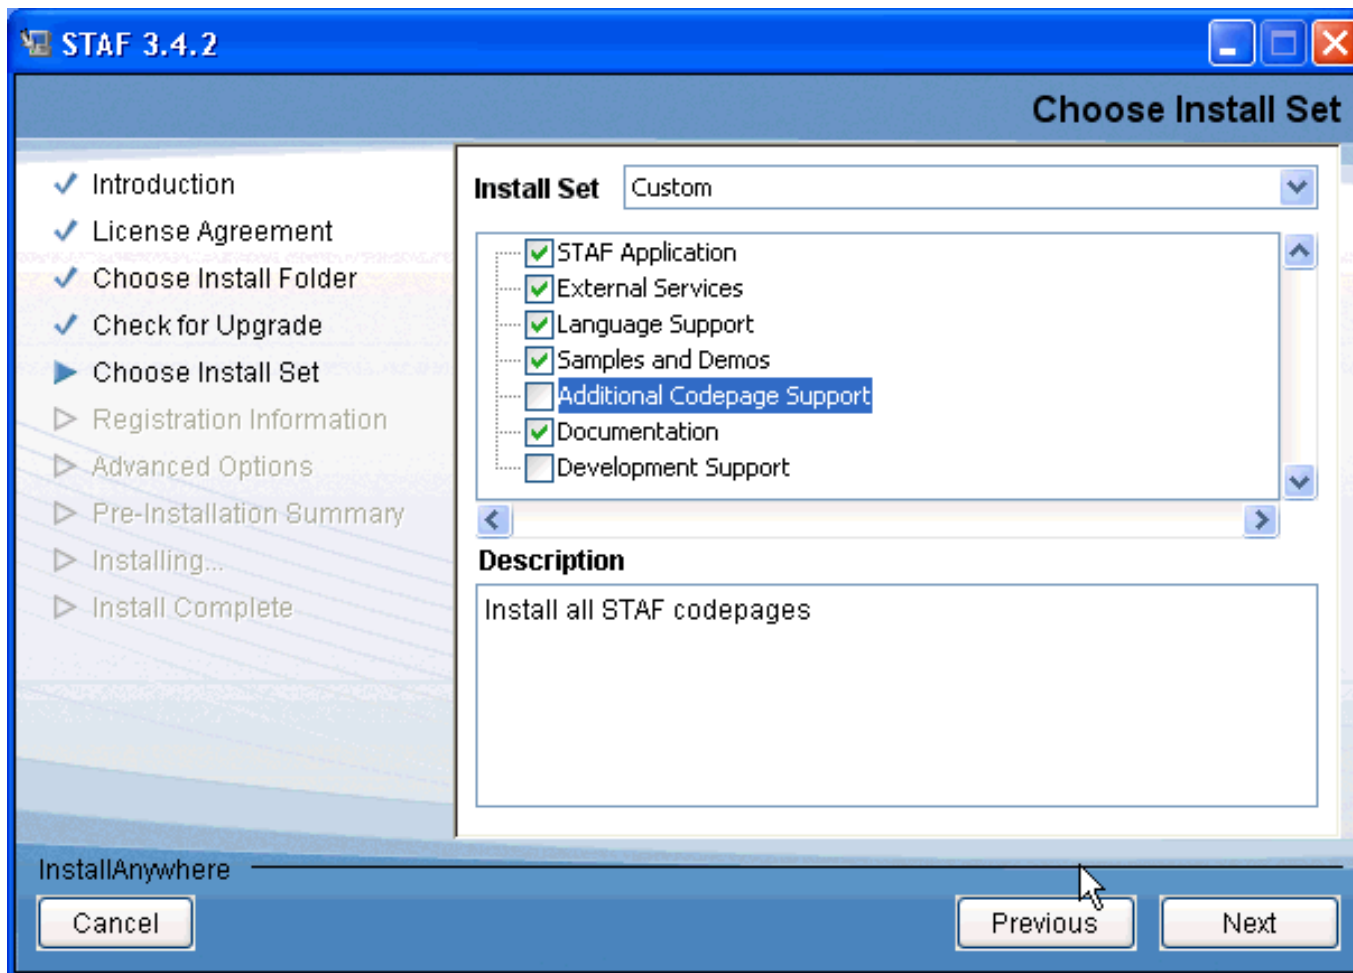 STAF 3.4.2
Choose Install Set
Introduction
License Agreement
Choose Install Folder
Check for Upgrade
Choose Install Set
Registration Information
Advanced Options
Pre-Installation Summary
Installing...
Install Complete
Install Set Custom
STAF Application
External Services
Language Support
Samples and Demos
Additional Codepage Support
Documentation
Development Support
Description
Install all STAF codepages
InstallAnywhere
Cancel Previous Next